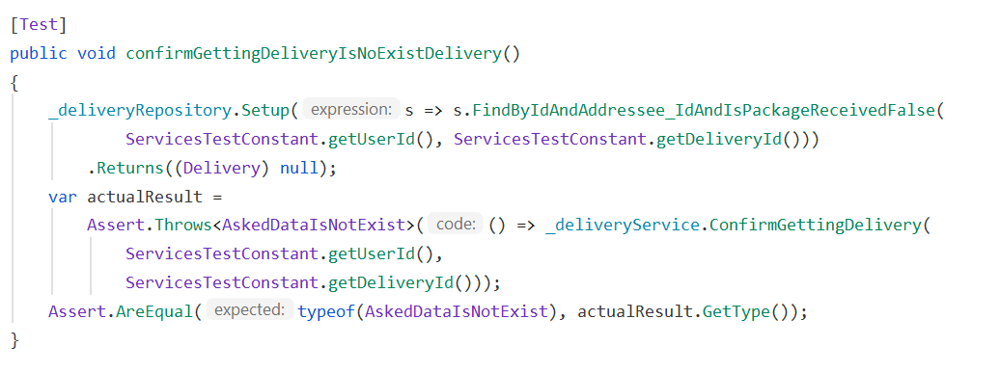 [Test]
public void confirmGettingDeliveryIsNoExistDelivery()
{
_deliveryRepository.Setup( expression: s => s.FindByIdAndAddressee_IdAndIsPackageReceivedFalse(
ServicesTestConstant.getUserId(), ServicesTestConstant.getDeliveryId()))
.Returns((Delivery) null);
var actualResult =
Assert.Throws<AskedDataIsNotExist>( code: () => _deliveryService.ConfirmGettingDelivery(
ServicesTestConstant.getUserId(),
ServicesTestConstant.getDeliveryId()));
Assert.AreEqual( expected: typeof(AskedDataIsNotExist), actualResult.GetType());
}